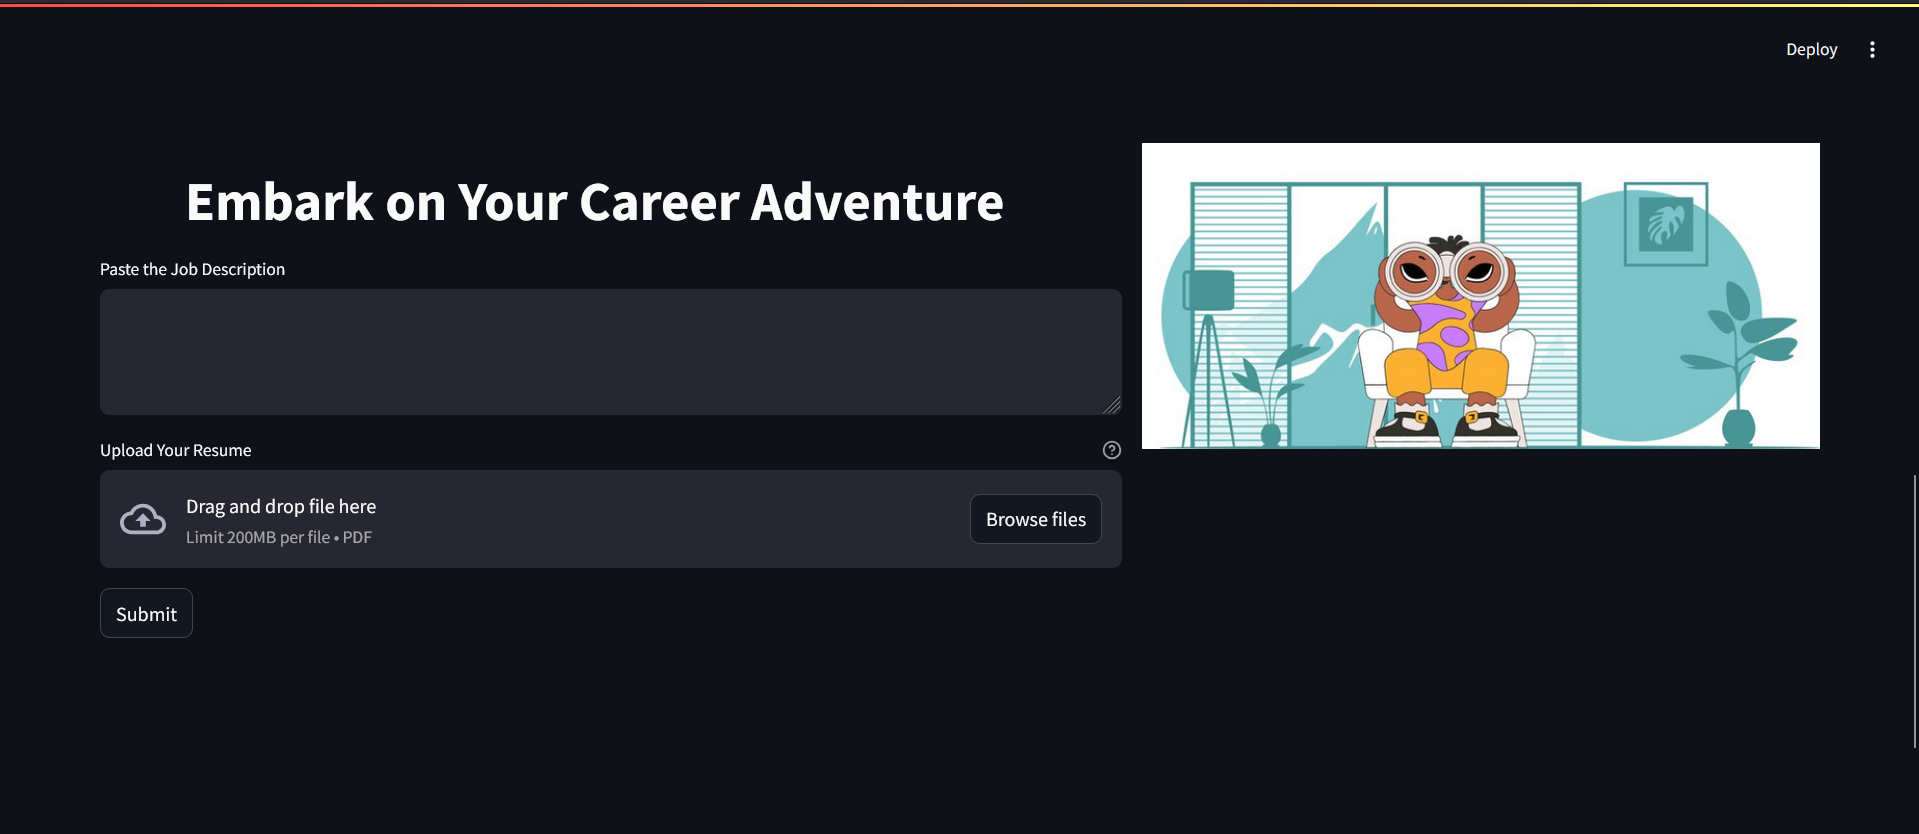 Deploy
Embark on Your Career Adventure
Paste the Job Description
Upload Your Resume
Drag and drop file here
Limit 200MB per file • PDF
Browse files
Submit